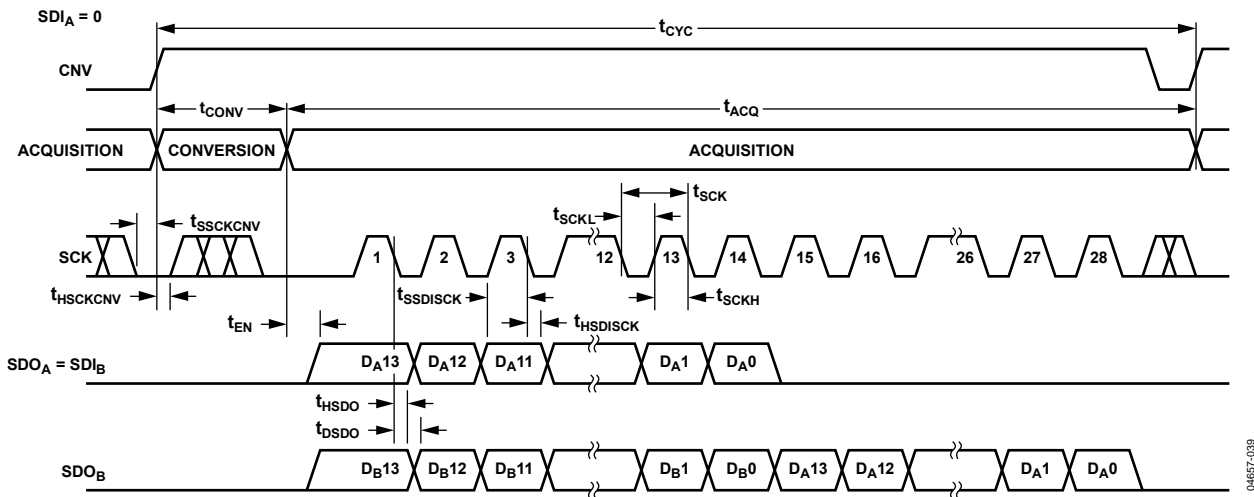 SDIA = 0
tCYC
CNV
tCONV
tACQ
ACQUISITION
CONVERSION
ACQUISITION
tSCK
tSSCKCNV
tSCKL
SCK
1
2
3
12
13
14
15
16
26
27
28
tHSCKCNV
tSSDISCK
tSCKH
tEN
tHSDISCK
SDOA = SDIB
DA13
DA12
DA11
DA1
DA0
tHSDO
tDSDO
SDOB
DB13
DB12
DB11
DB1
DB0
DA13
DA12
DA1
DA0
04657-039